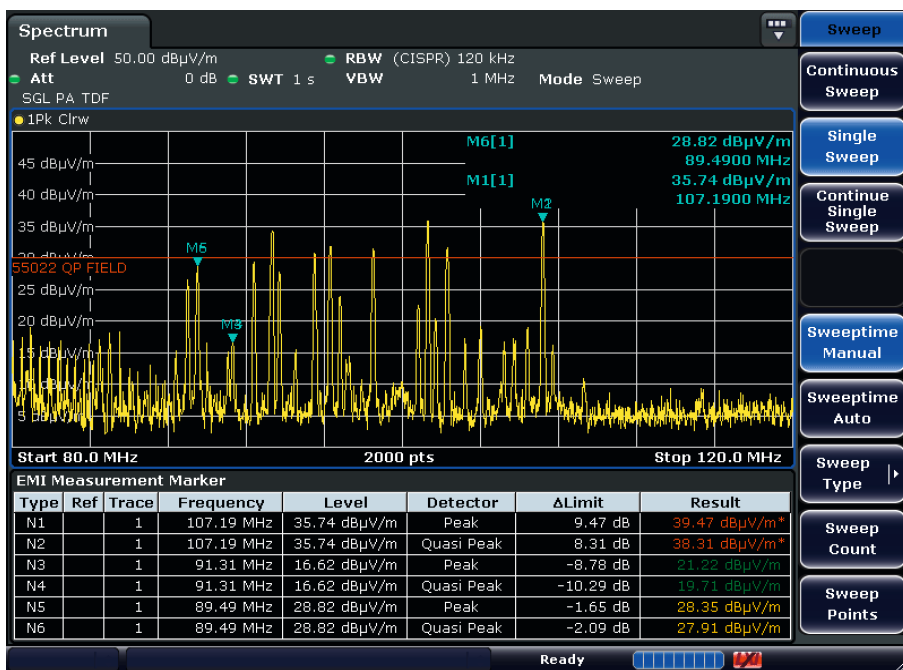 Spectrum
Ref Level 50.00 dBµV/m RBW (CISPR) 120 kHz
Att 0 dB SWT 1 s VBW 1 MHz Mode Sweep
SGL PA TDF
1Pk Clrw
M6[1] 28.82 dBµV/m
89.4900 MHz
M1[1] 35.74 dBµV/m
107.1900 MHz
45 dBµV/m
40 dBµV/m
35 dBµV/m
55022 QP FIELD
25 dBµV/m
20 dBµV/m
15 dBµV/m
Start 80.0 MHz 2000 pts Stop 120.0 MHz
EMI Measurement Marker
Type Ref Trace Frequency Level Detector ΔLimit Result
N1 1 107.19 MHz 35.74 dBµV/m Peak 9.47 dB 39.47 dBµV/m*
N2 1 107.19 MHz 35.74 dBµV/m Quasi Peak 8.31 dB 38.31 dBµV/m*
N3 1 91.31 MHz 16.62 dBµV/m Peak -8.78 dB 21.22 dBµV/m
N4 1 91.31 MHz 16.62 dBµV/m Quasi Peak -10.29 dB 19.71 dBµV/m
N5 1 89.49 MHz 28.82 dBµV/m Peak -1.65 dB 28.35 dBµV/m
N6 1 89.49 MHz 28.82 dBµV/m Quasi Peak -2.09 dB 27.91 dBµV/m
Ready
Sweep
Continuous
Sweep
Single
Sweep
Continue
Single
Sweep
Sweeptime
Manual
Sweeptime
Auto
Sweep
Type
Sweep
Count
Sweep
Points